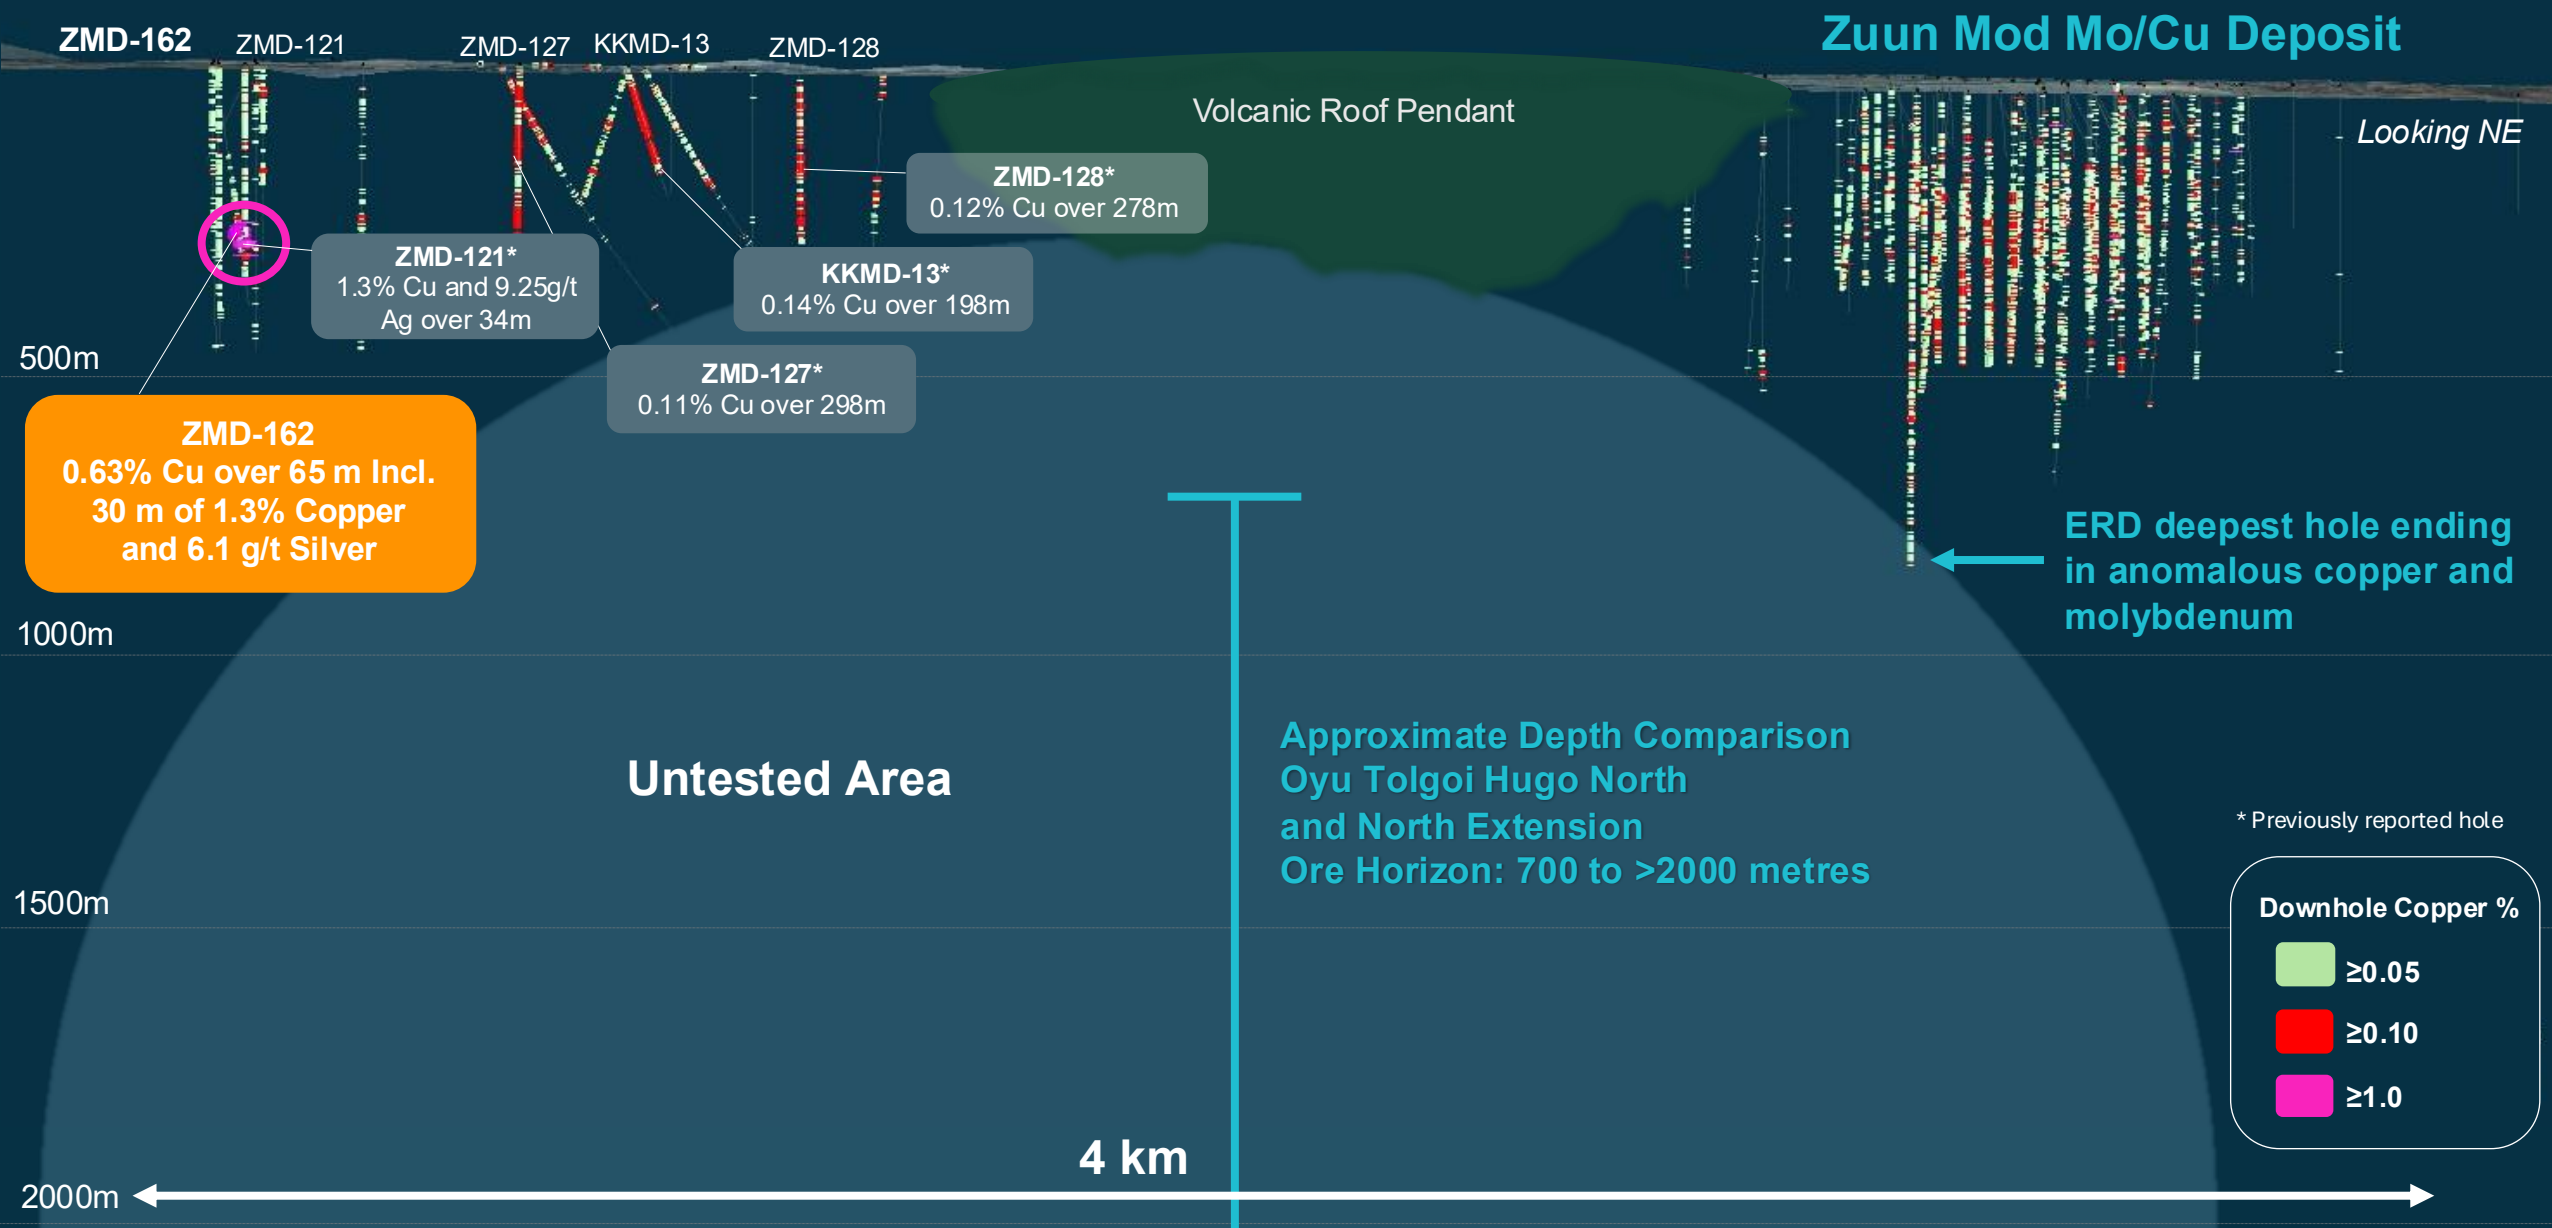 Zuun Mod Mo/Cu Deposit
ZMD-162
ZMD-121
ZMD-127
KKMD-13
ZMD-128
Volcanic Roof Pendant
Looking NE
ZMD-128*
0.12% Cu over 278m
ZMD-121*
1.3% Cu and 9.25g/t
Ag over 34m
KKMD-13*
0.14% Cu over 198m
500m
ZMD-127*
0.11% Cu over 298m
ZMD-162
0.63% Cu over 65 m Incl.
30 m of 1.3% Copper
and 6.1 g/t Silver
ERD deepest hole ending
in anomalous copper and
molybdenum
1000m
Untested Area
Approximate Depth Comparison
Oyu Tolgoi Hugo North
and North Extension
Ore Horizon: 700 to >2000 metres
* Previously reported hole
1500m
Downhole Copper %
≥0.05
≥0.10
≥1.0
4 km
2000m